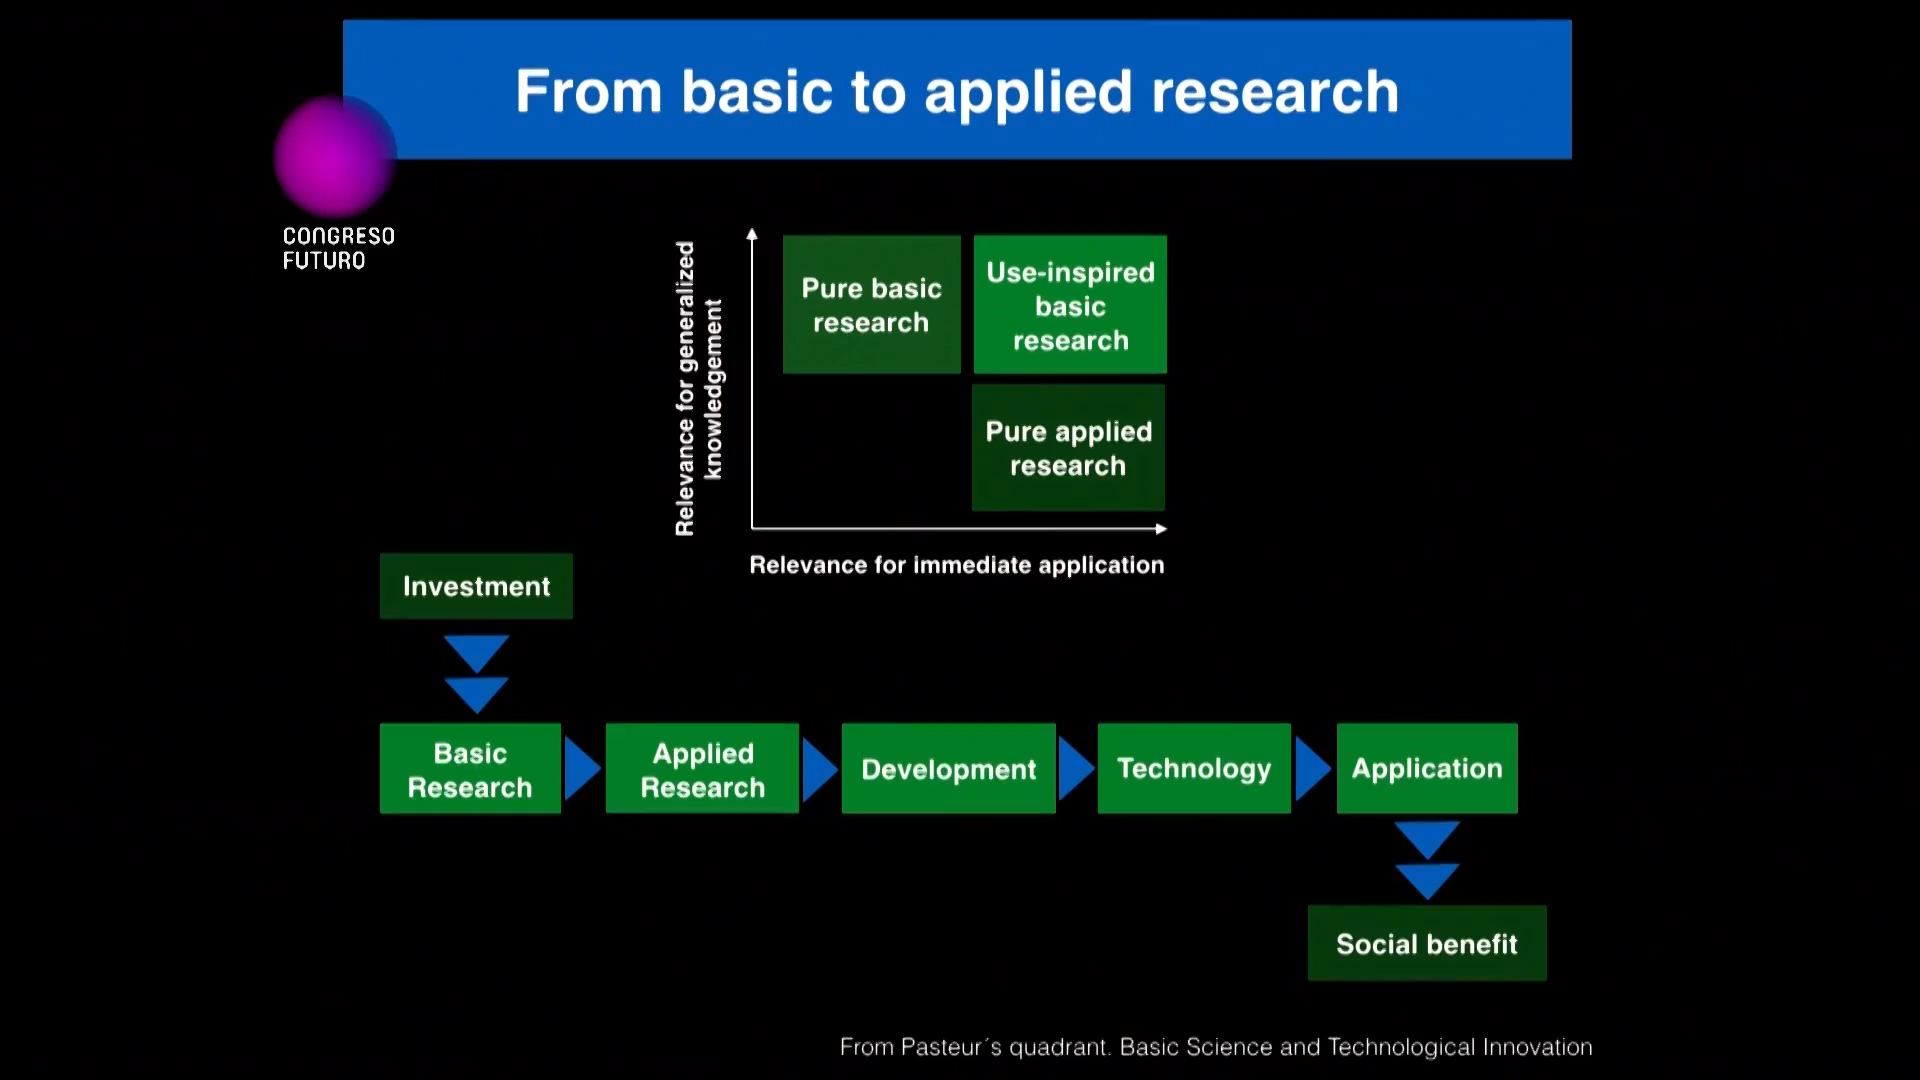 From basic to applied research
CONGRESO
FUTURO
Relevance for generalized
knowledgement
Pure basic
research
Use-inspired
basic
research
Pure applied
research
Relevance for immediate application
Investment
Basic
Research
Applied
Research
Development
Technology
Application
Social benefit
From Pasteur´s quadrant. Basic Science and Technological Innovation